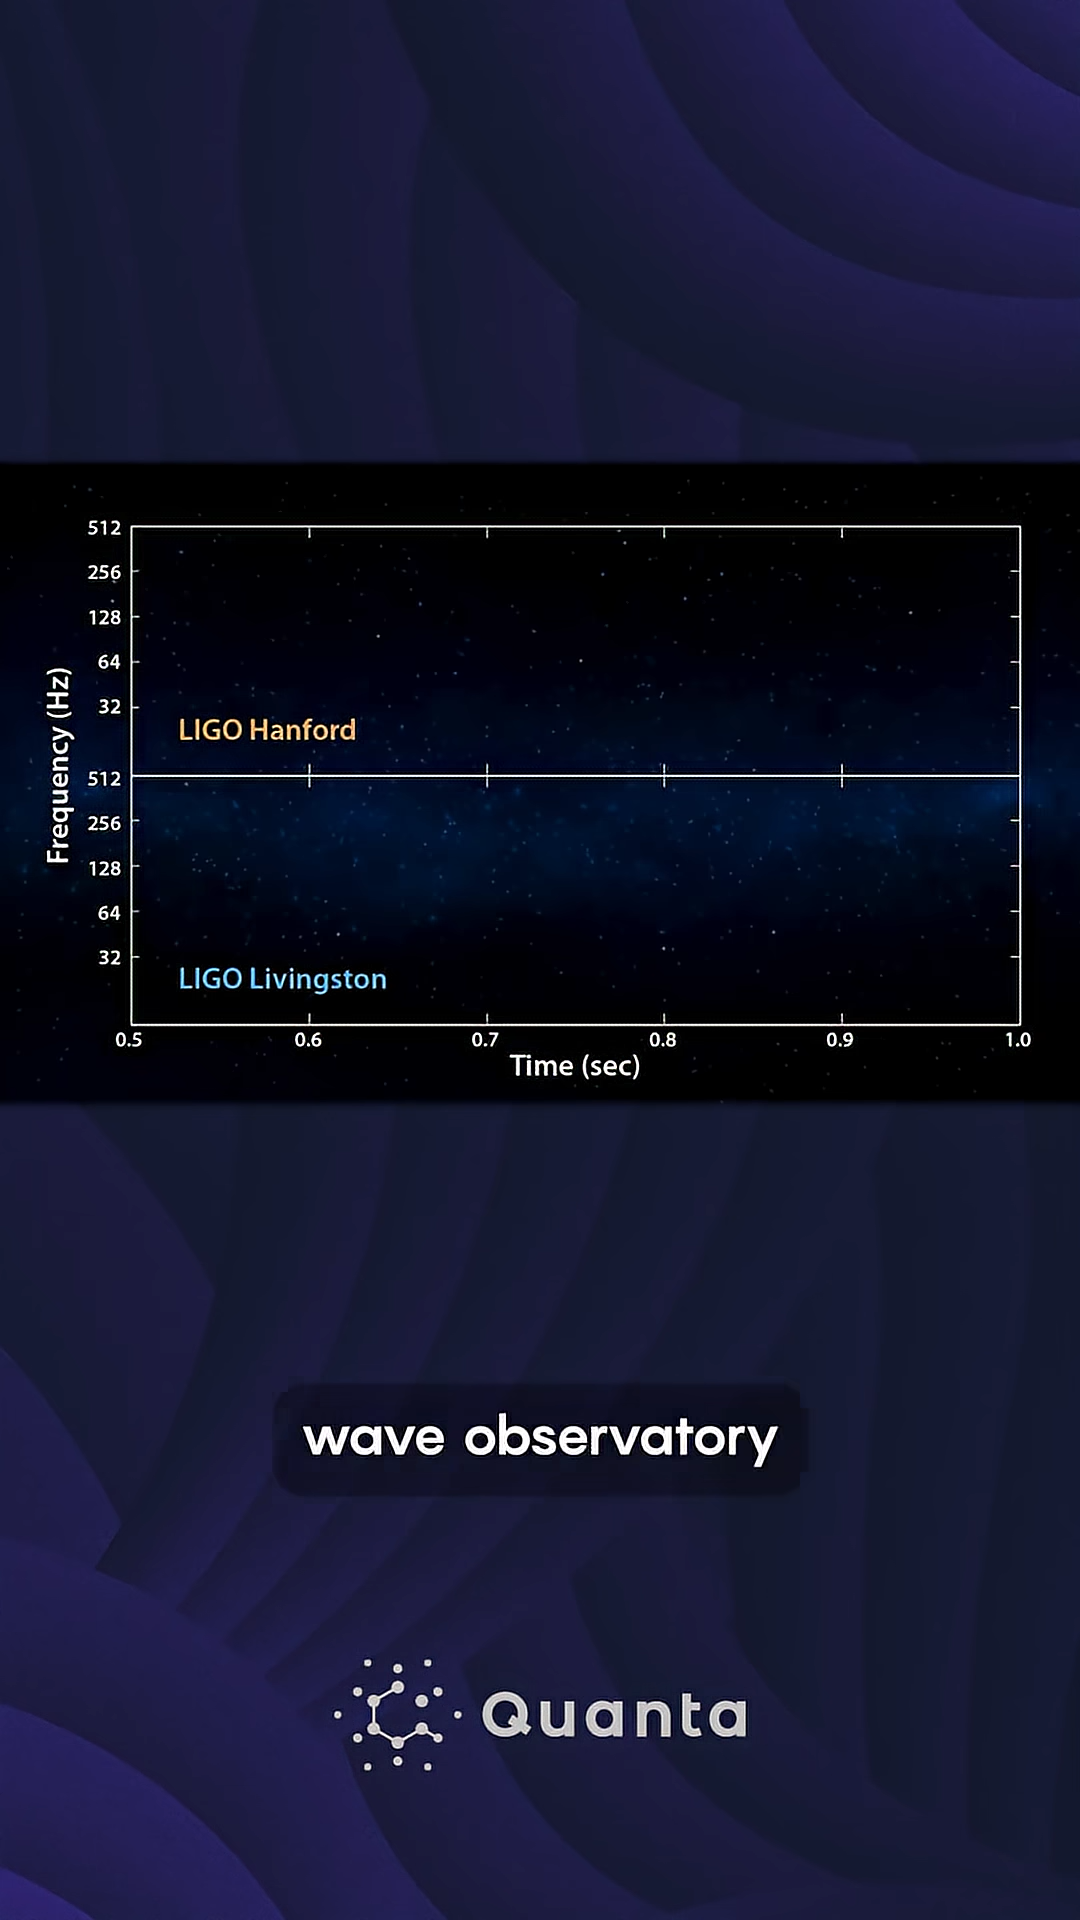 512
256
128
64
32
LIGO Hanford
Frequency (Hz)
512
256
128
64
32
LIGO Livingston
0.5 0.6 0.7 0.8 0.9 1.0
Time (sec)
wave observatory
Quanta